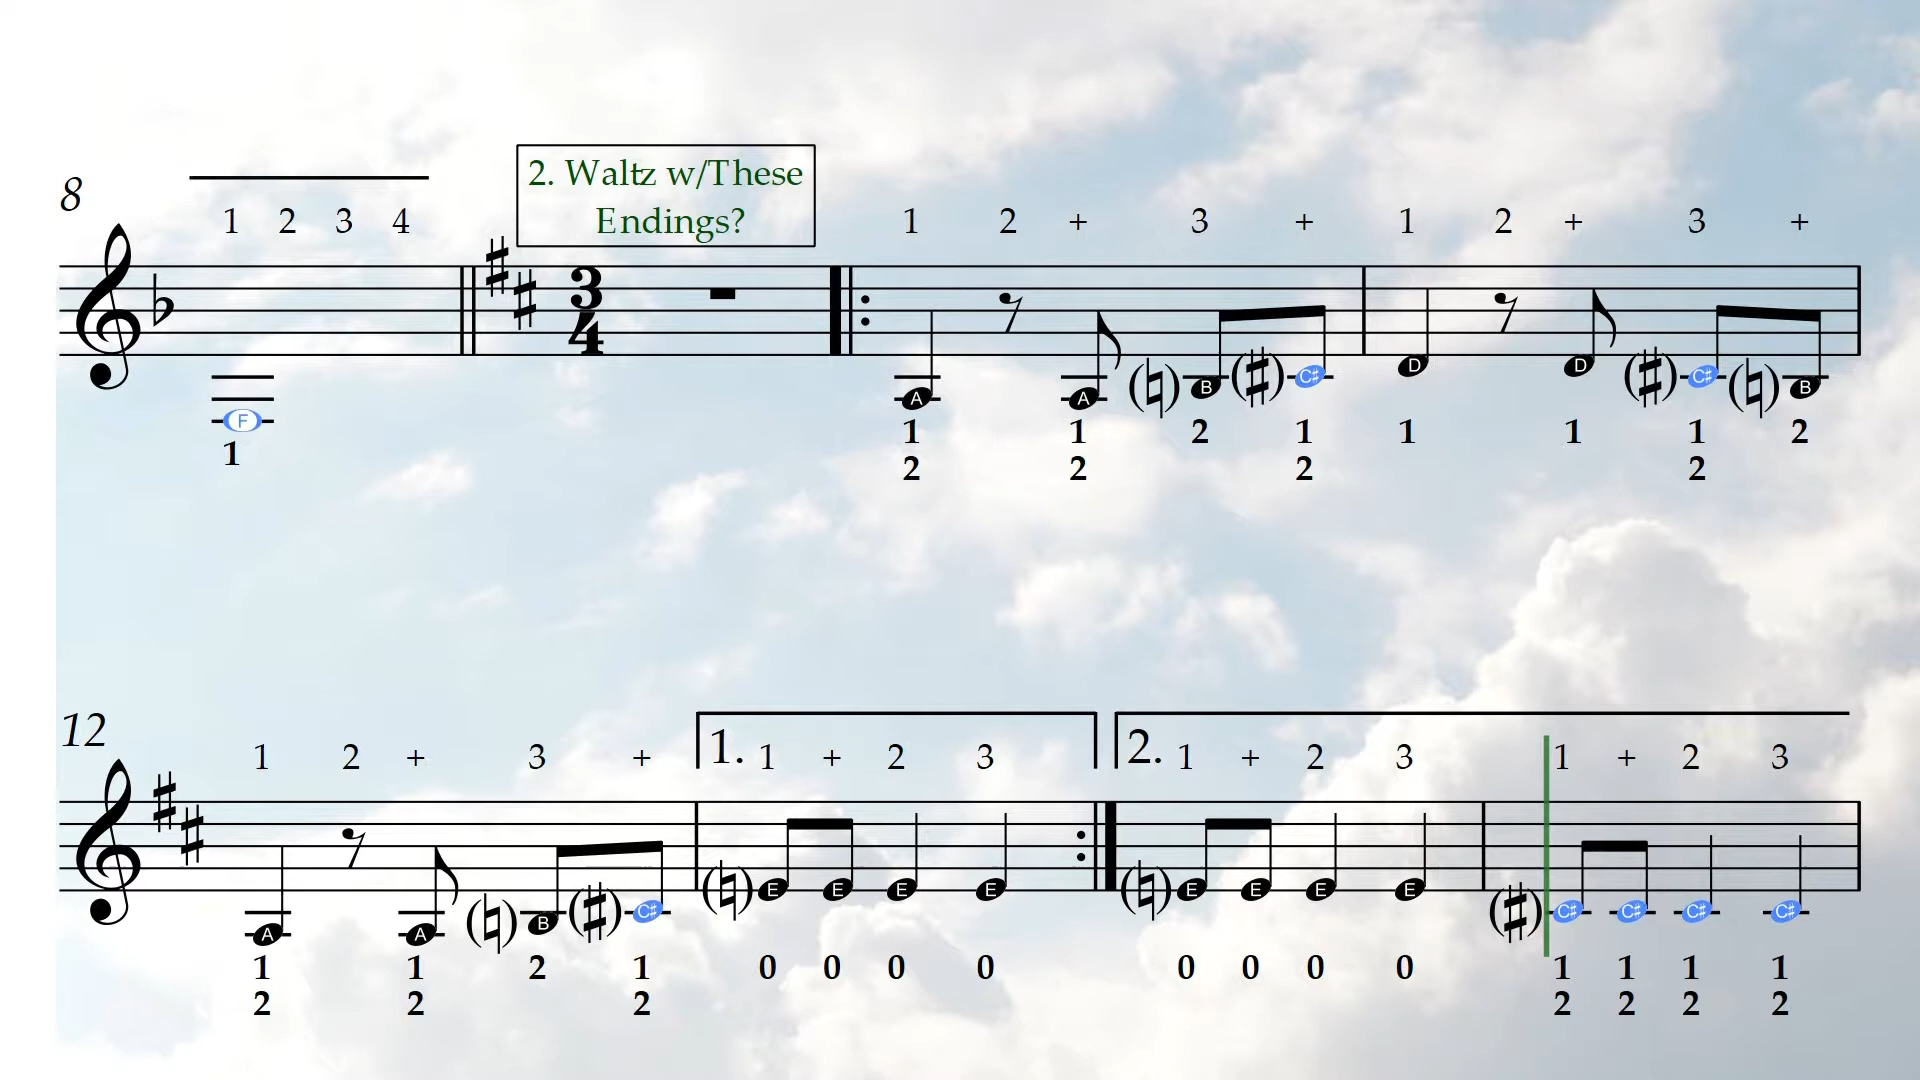 2. Waltz w/These
Endings?
8
1 2 3 4
1 2 + 3 + 1 2 + 3 +
3
4
F
A A B C# D D C# B
1
1 1 2 1 1 1 1 2
2 2 2 2
12
1 2 + 3 + 1. 1 + 2 3 2. 1 + 2 3 1 + 2 3
A A B C# E E E E E E E E C# C# C# C#
1 1 2 1 0 0 0 0 0 0 0 0 1 1 1 1
2 2 2 2 2 2 2